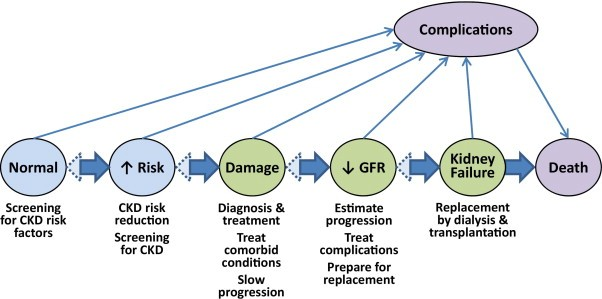 Complications
Normal
↑ Risk
Damage
↓ GFR
Kidney
Failure
Death
Screening
for CKD risk
factors
CKD risk
reduction
Screening
for CKD
Diagnosis &
treatment
Treat
comorbid
conditions
Slow
progression
Estimate
progression
Treat
complications
Prepare for
replacement
Replacement
by dialysis &
transplantation